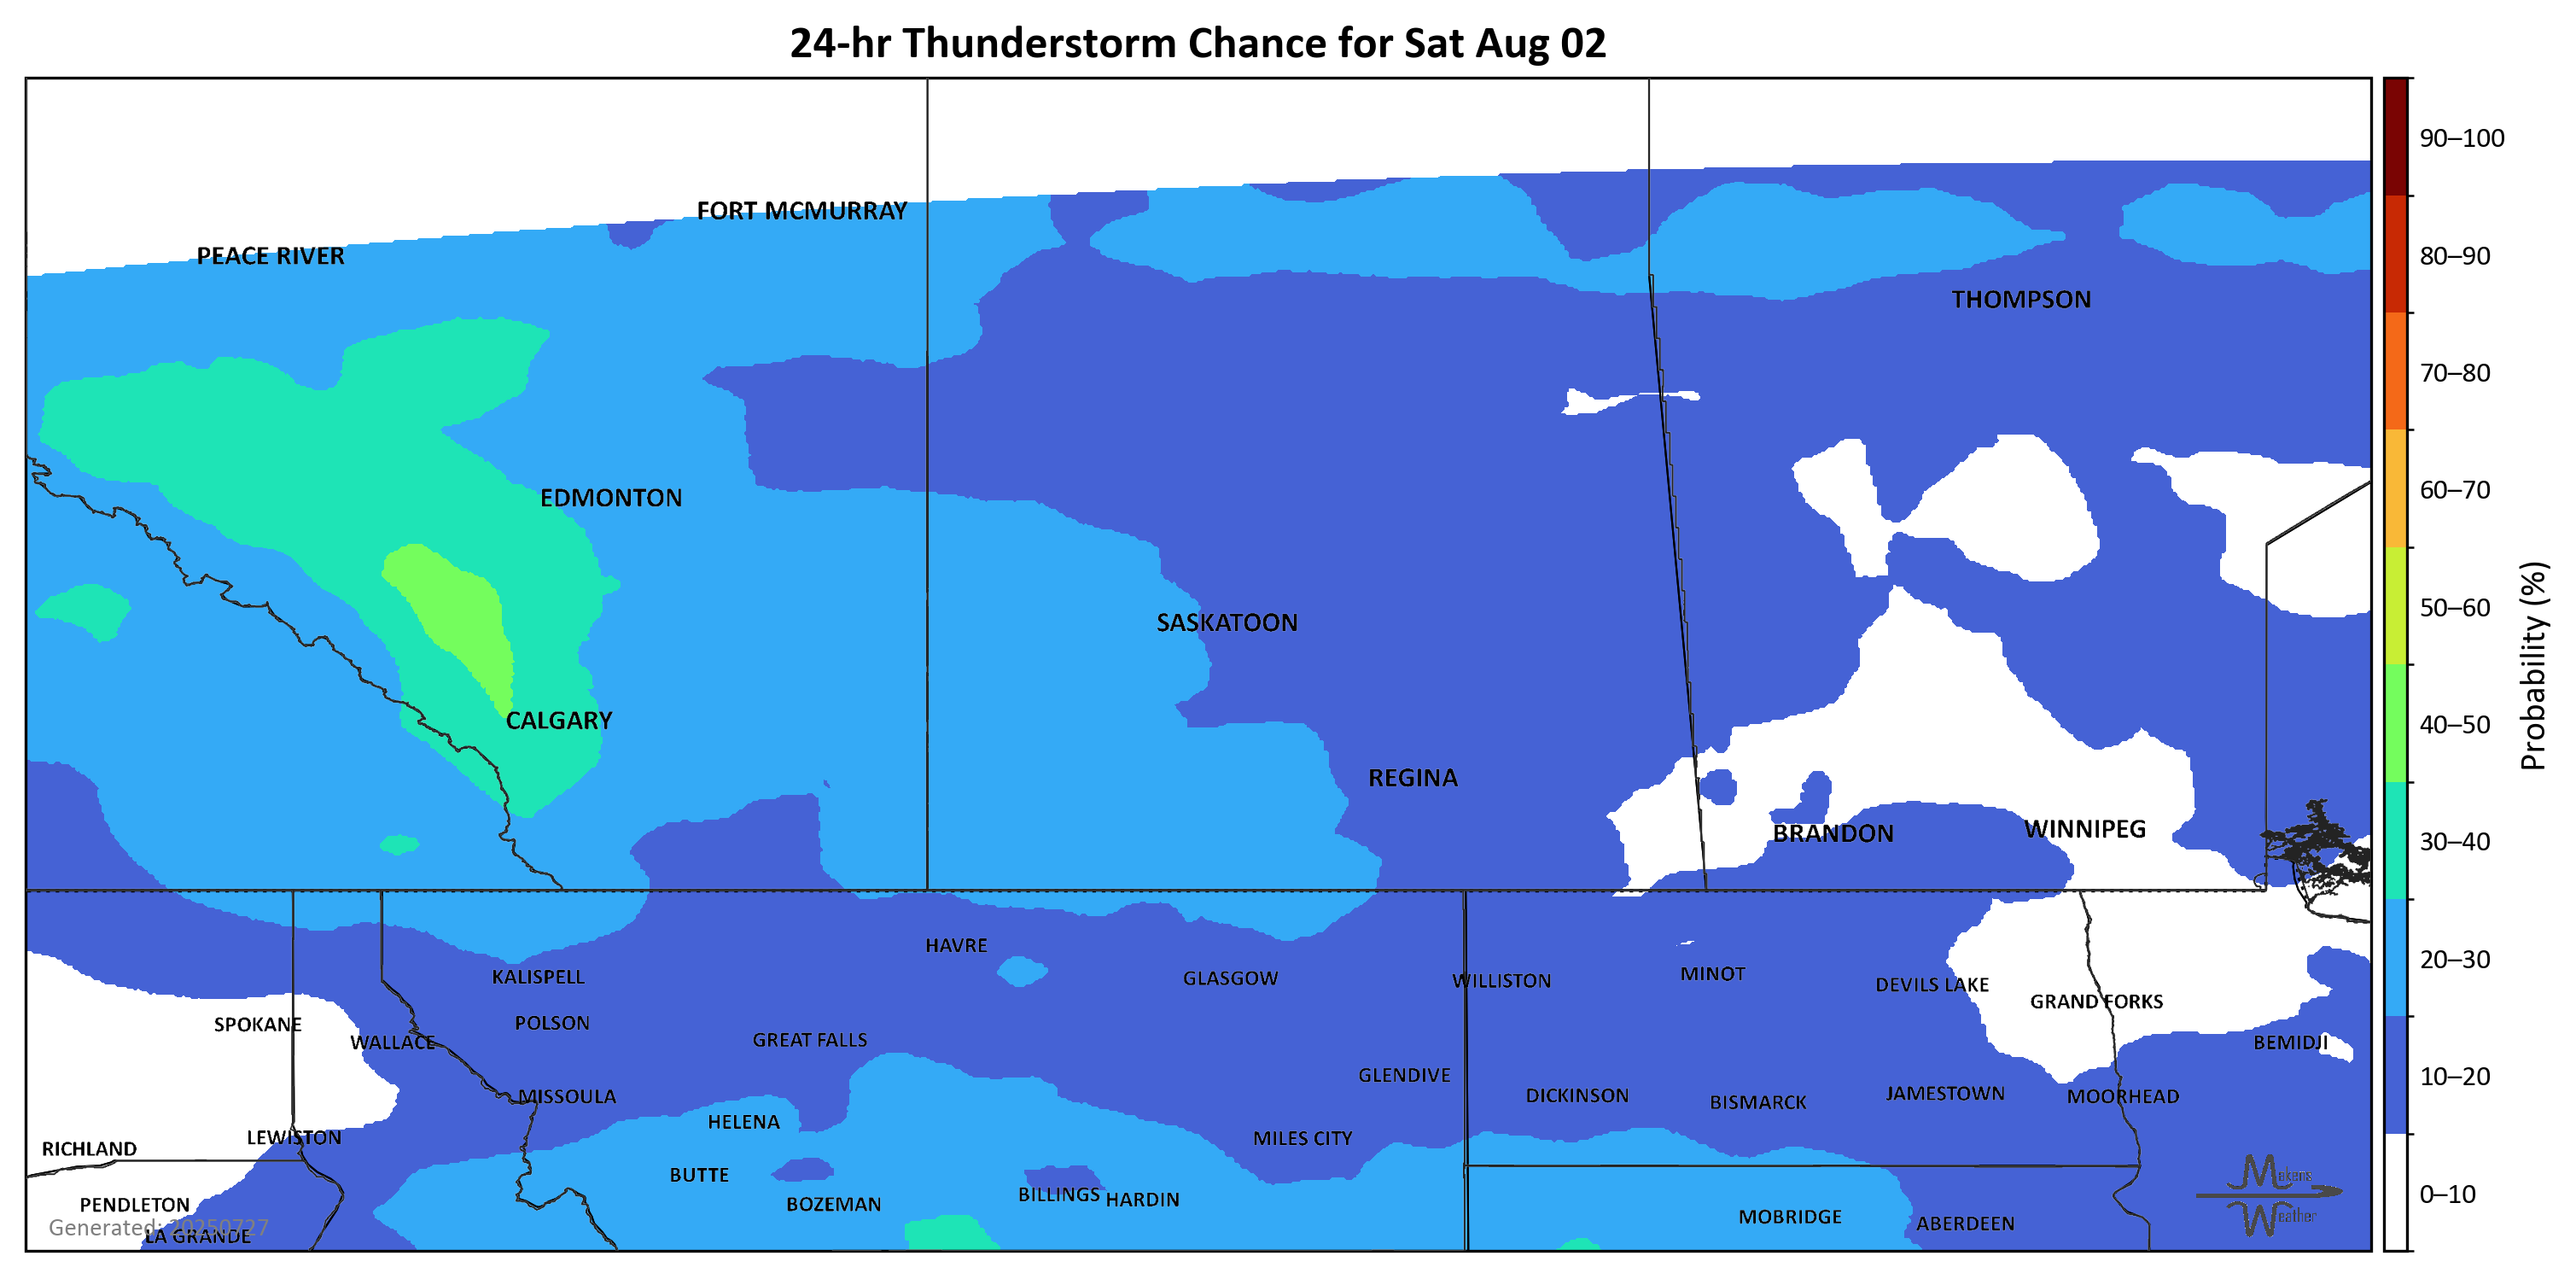 24-hr Thunderstorm Chance for Sat Aug 02
90–100
FORT MCMURRAY
PEACE RIVER
80–90
THOMPSON
70–80
60–70
EDMONTON
50–60
SASKATOON
Probability (%)
CALGARY
40–50
REGINA
WINNIPEG
BRANDON
30–40
HAVRE
20–30
MINOT
KALISPELL
GLASGOW
WILLISTON
DEVILS LAKE
GRAND FORKS
POLSON
SPOKANE
GREAT FALLS
WALLACE
BEMIDJI
GLENDIVE
10–20
JAMESTOWN
DICKINSON
MISSOULA
MOORHEAD
BISMARCK
HELENA
LEWISTON
MILES CITY
RICHLAND
BUTTE
Mekens
BILLINGS
0–10
HARDIN
PENDLETON
BOZEMAN
MOBRIDGE
Weather
ABERDEEN
Generated: 20250727
LA GRANDE